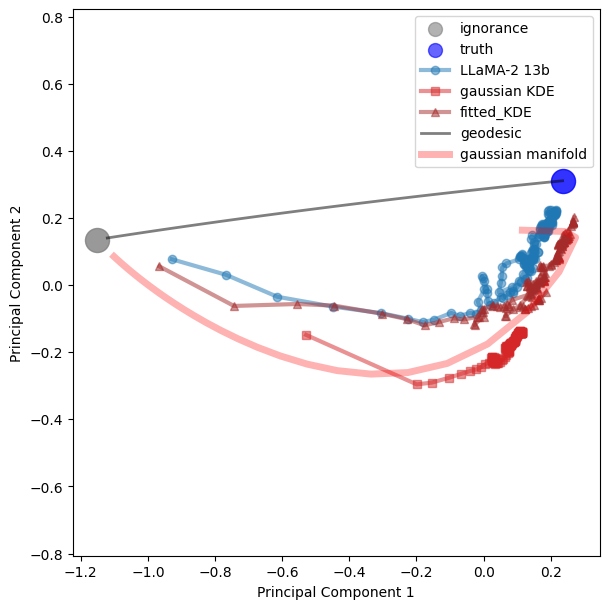 ignorance
truth
LLaMA-2 13b
gaussian KDE
fitted_KDE
geodesic
gaussian manifold
Principal Component 2
0.8
0.6
0.4
0.2
0.0
−0.2
−0.4
−0.6
−0.8
−1.2 −1.0 −0.8 −0.6 −0.4 −0.2 0.0 0.2
Principal Component 1